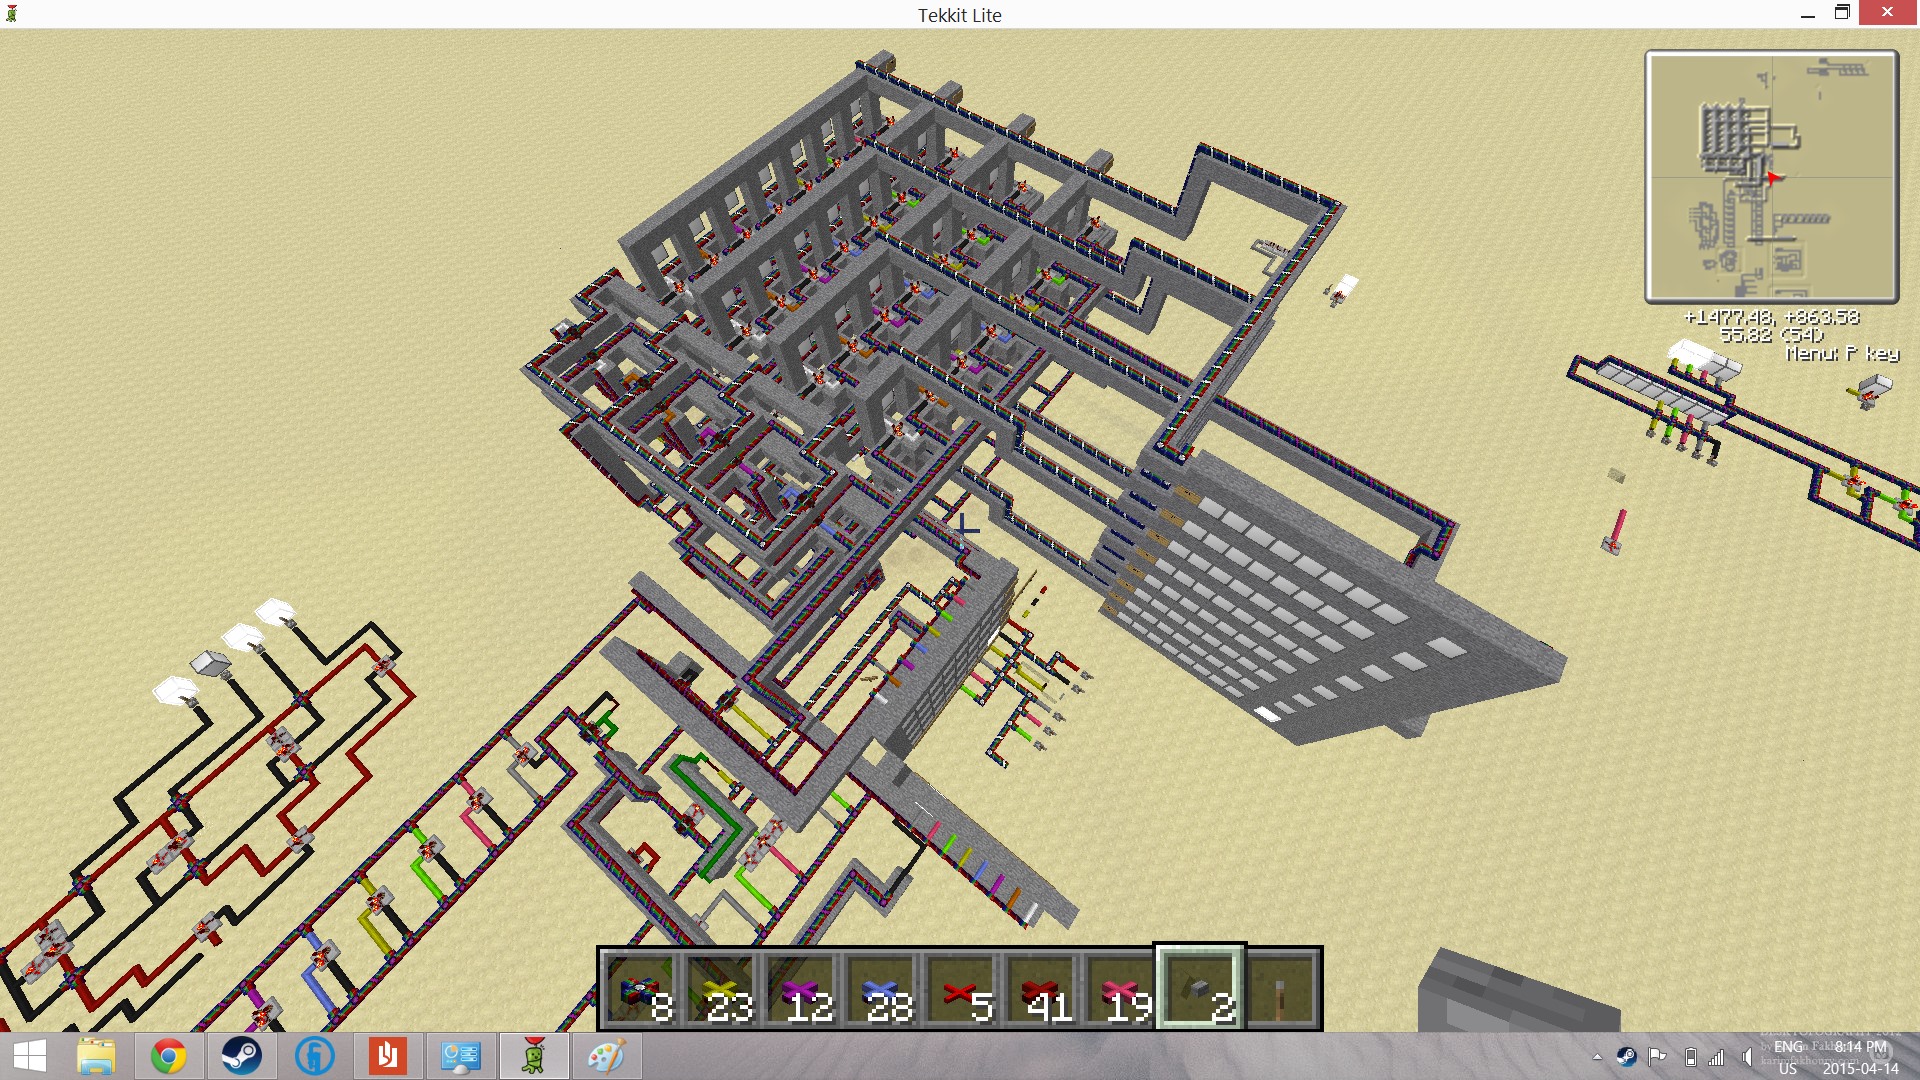 Tekkit Lite
+1477.48, +863.58
55.82 (54)
Menu: P key
8 23 12 28 5 41 19 2
ENG 8:14 PM
US 2015-04-14